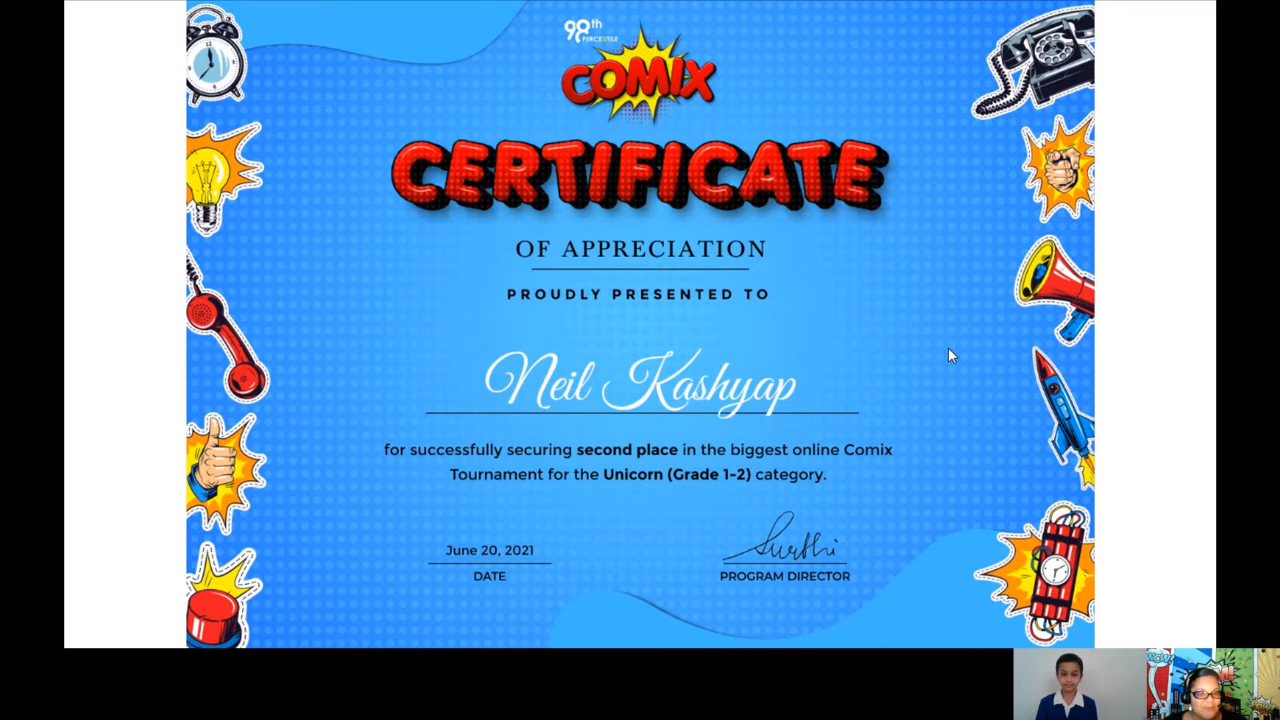 98th
PERCENTILE
COMIX
CERTIFICATE
OF APPRECIATION
PROUDLY PRESENTED TO
Neil Kashyap
for successfully securing second place in the biggest online Comix
Tournament for the Unicorn (Grade 1-2) category.
June 20, 2021
Surbhi
DATE
PROGRAM DIRECTOR